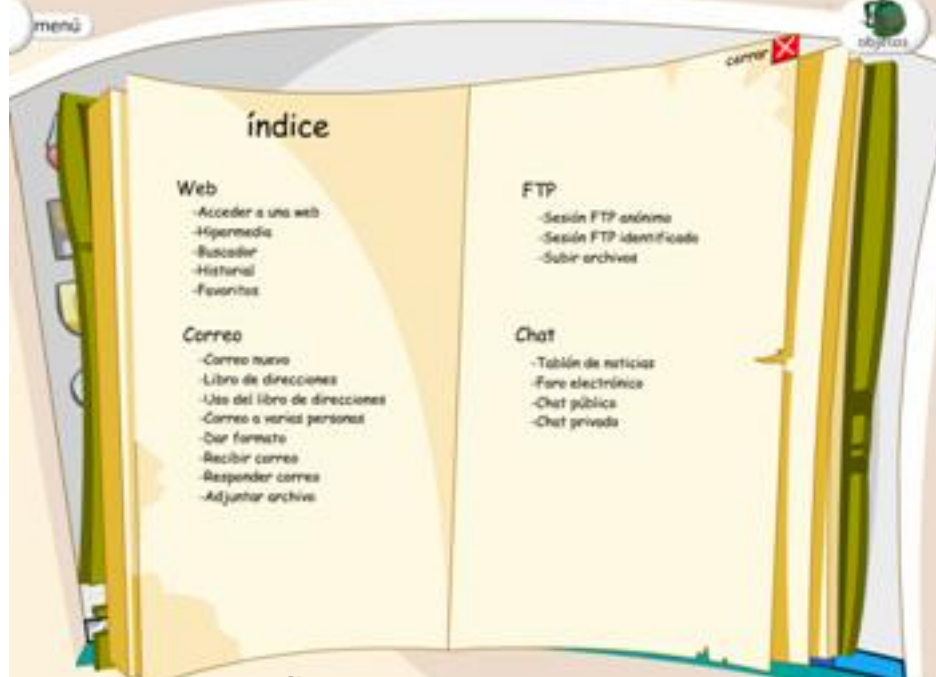 menú
objetos
cerrar
índice
Web
-Acceder a una web
-Hipermedia
-Buscador
-Historial
-Favoritos
Correo
-Correo nuevo
-Libro de direcciones
-Uso del libro de direcciones
-Correo a varias personas
-Dar formato
-Recibir correo
-Responder correo
-Adjuntar archivo
FTP
-Sesión FTP anónimo
-Sesión FTP identificado
-Subir archivos
Chat
-Tablón de noticias
-Foro electrónico
-Chat público
-Chat privado